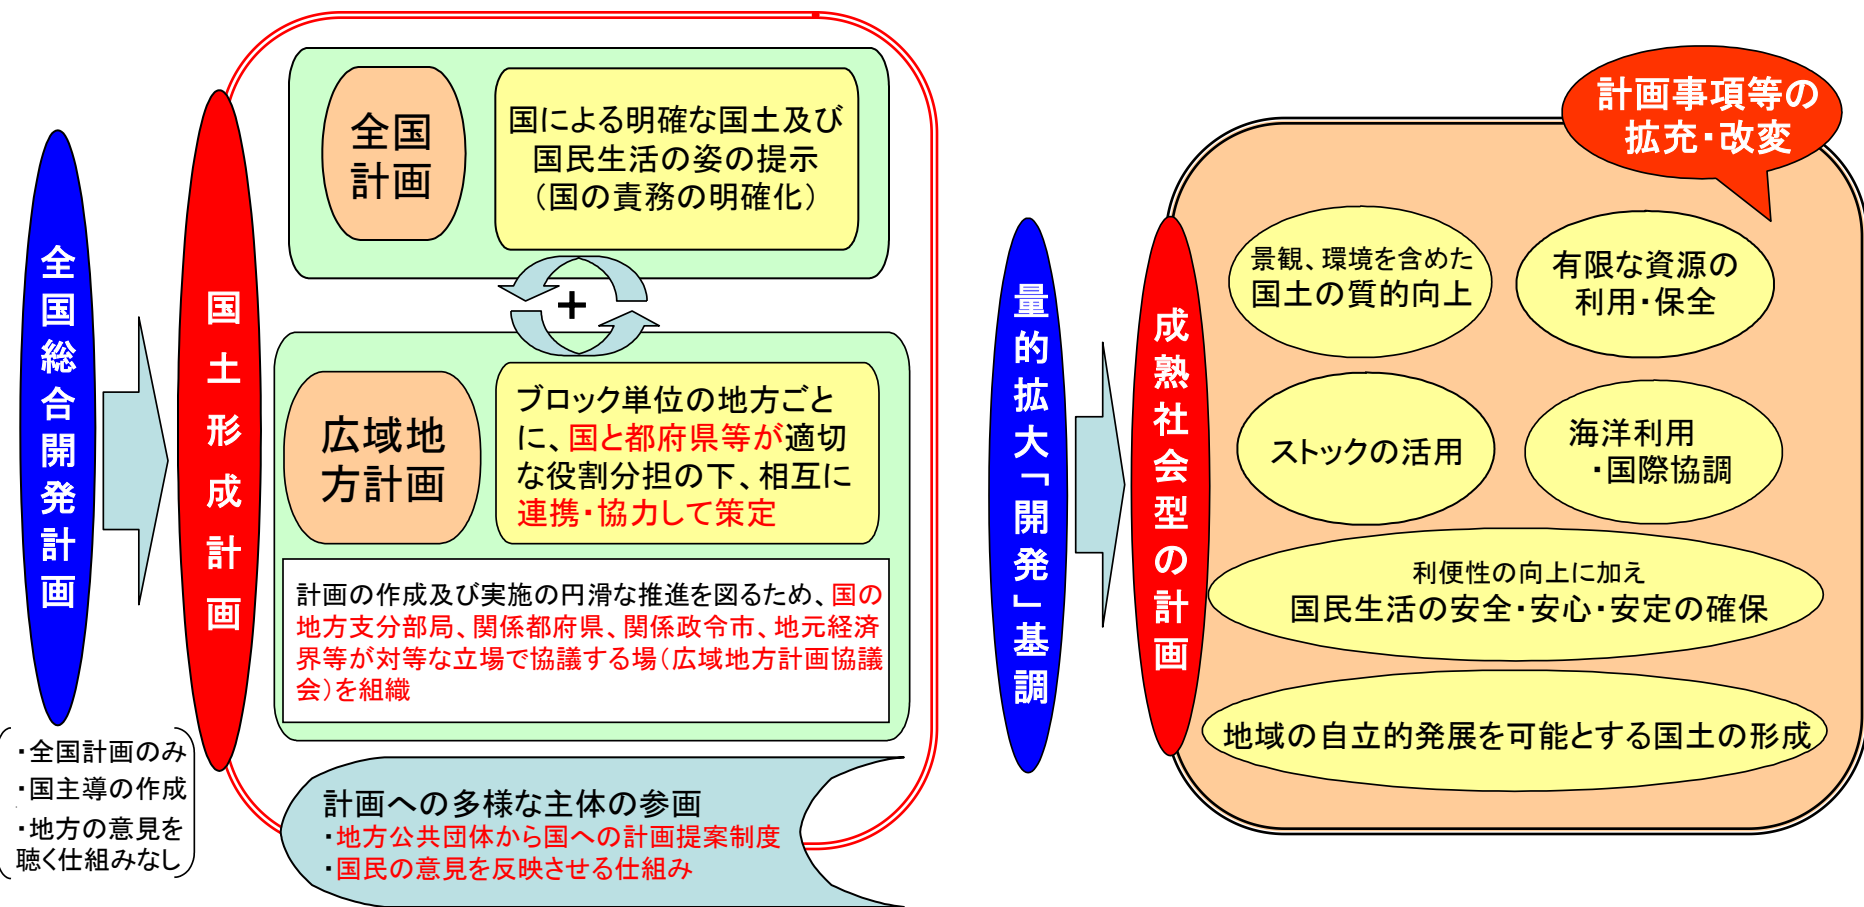 全国総合開発計画
・全国計画のみ
・国主導の作成
・地方の意見を
聴く仕組みなし
国土形成計画
全国
計画
国による明確な国土及び
国民生活の姿の提示
（国の責務の明確化）
＋
広域地
方計画
ブロック単位の地方ごと
に、国と都府県等が適切
な役割分担の下、相互に
連携・協力して策定
計画の作成及び実施の円滑な推進を図るため、国の
地方支分部局、関係都府県、関係政令市、地元経済
界等が対等な立場で協議する場（広域地方計画協議
会）を組織
計画への多様な主体の参画
・地方公共団体から国への計画提案制度
・国民の意見を反映させる仕組み
量的拡大「開発」基調
成熟社会型の計画
計画事項等の
拡充・改変
景観、環境を含めた
国土の質的向上
有限な資源の
利用・保全
ストックの活用
海洋利用
・国際協調
利便性の向上に加え
国民生活の安全・安心・安定の確保
地域の自立的発展を可能とする国土の形成